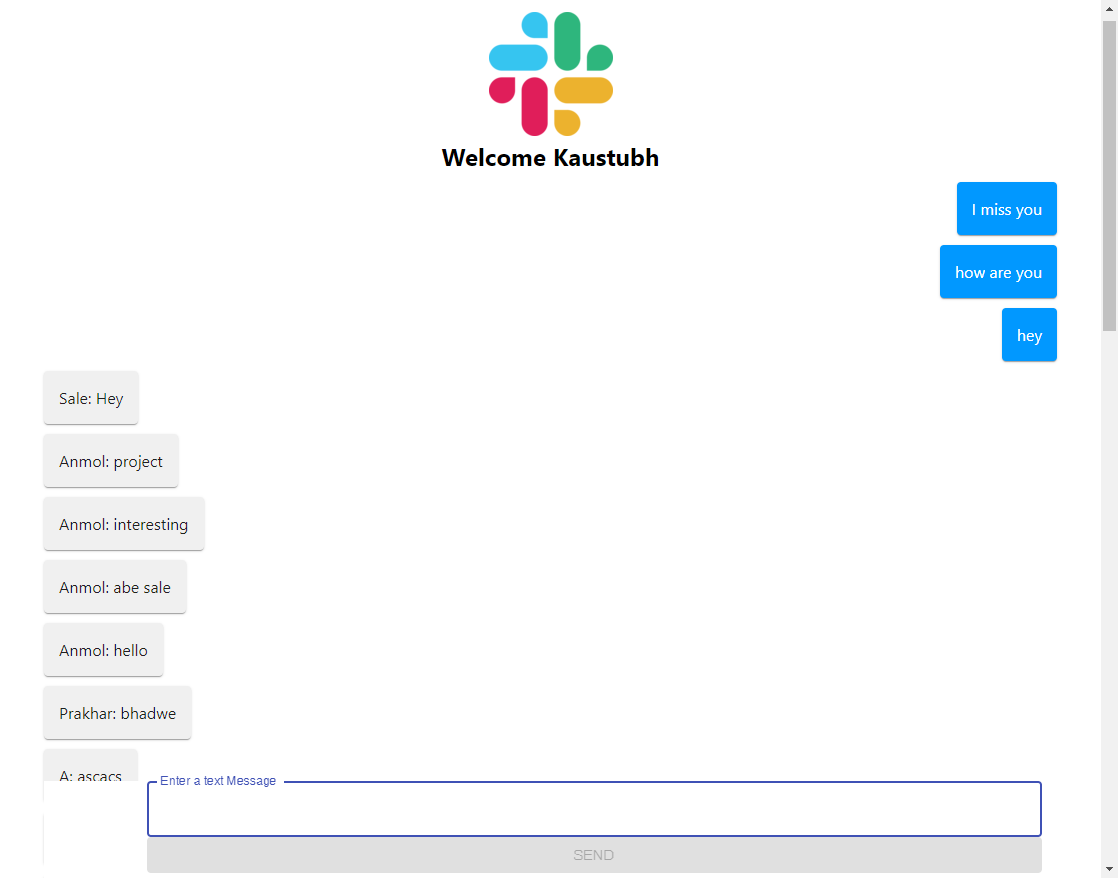 Welcome Kaustubh
I miss you
how are you
hey
Sale: Hey
Anmol: project
Anmol: interesting
Anmol: abe sale
Anmol: hello
Prakhar: bhadwe
A: ascacs
Enter a text Message
SEND